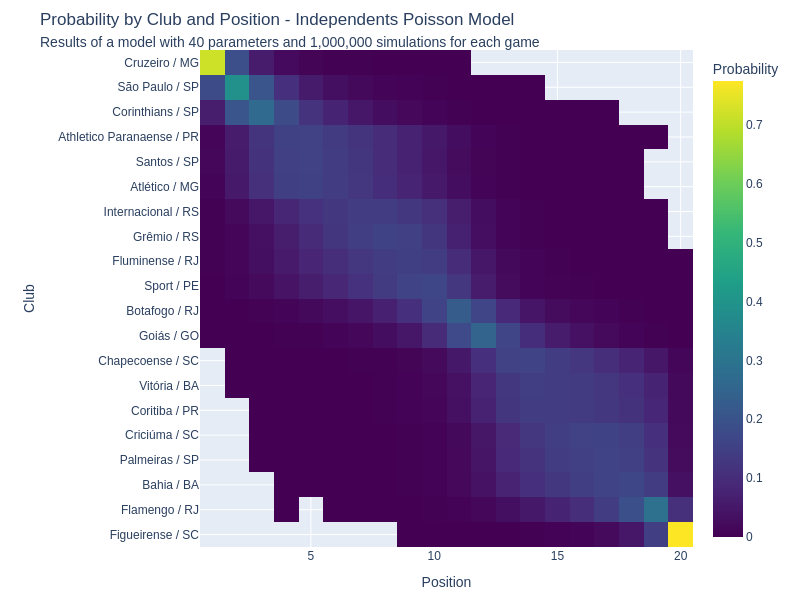 Probability by Club and Position - Independents Poisson Model
Results of a model with 40 parameters and 1,000,000 simulations for each game
Probability
Club
Cruzeiro / MG
São Paulo / SP
Corinthians / SP
Athletico Paranaense / PR
Santos / SP
Atlético / MG
Internacional / RS
Grêmio / RS
Fluminense / RJ
Sport / PE
Botafogo / RJ
Goiás / GO
Chapecoense / SC
Vitória / BA
Coritiba / PR
Criciúma / SC
Palmeiras / SP
Bahia / BA
Flamengo / RJ
Figueirense / SC
0.7
0.6
0.5
0.4
0.3
0.2
0.1
0
5 10 15 20
Position